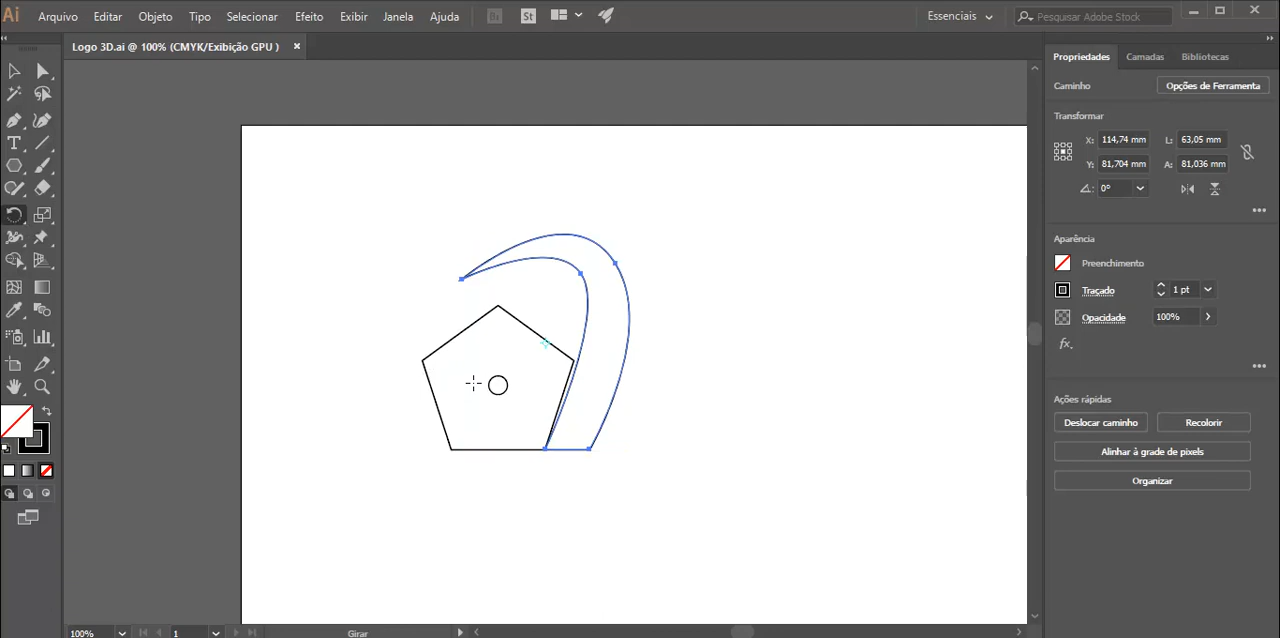 Ai Arquivo Editar Objeto Tipo Selecionar Efeito Exibir Janela Ajuda Br St Essenciais Pesquisar Adobe Stock
Logo 3D.ai @ 100% (CMYK/Exibição GPU ) ×
Propriedades Camadas Bibliotecas
Caminho Opções de Ferramenta
Transformar
X: 114,74 mm L: 63,05 mm
Y: 81,704 mm A: 81,036 mm
0°
Aparência
Preenchimento
Traçado 1 pt
Opacidade 100%
fx.
Ações rápidas
Deslocar caminho Recolorir
Alinhar à grade de pixels
Organizar
100% 1 Girar